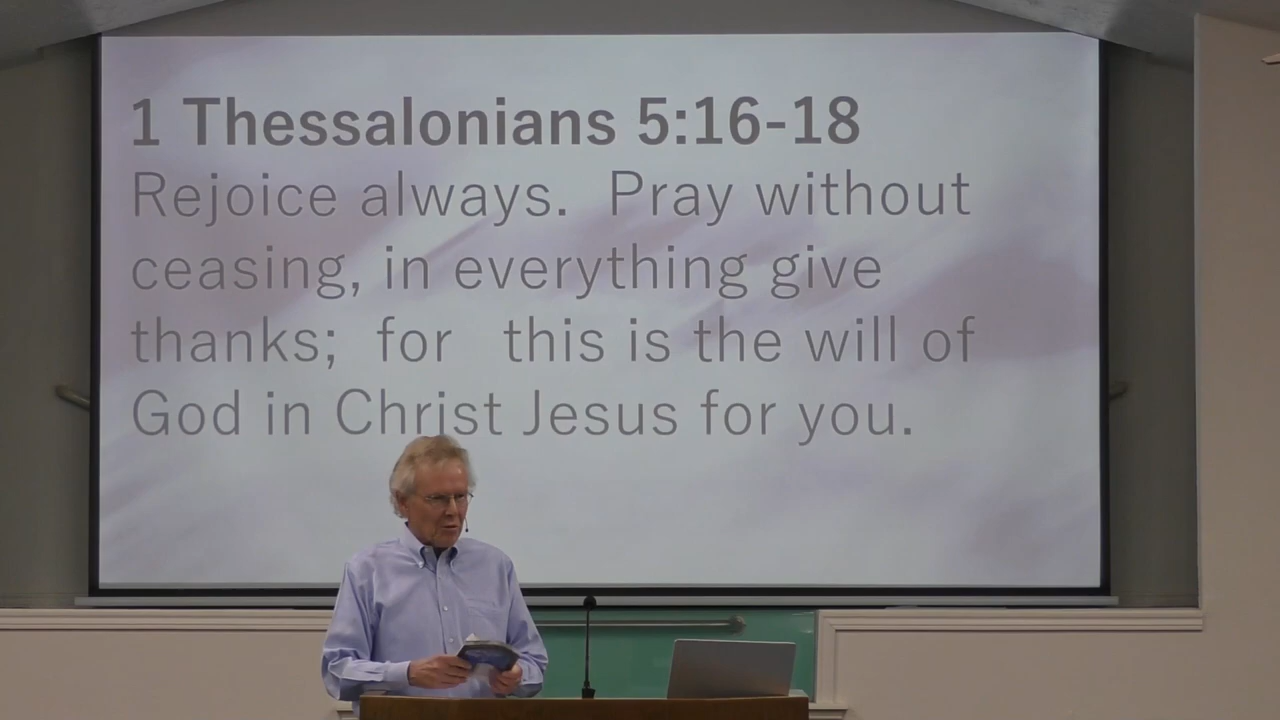 1 Thessalonians 5:16-18
Rejoice always. Pray without
ceasing, in everything give
thanks; for this is the will of
God in Christ Jesus for you.